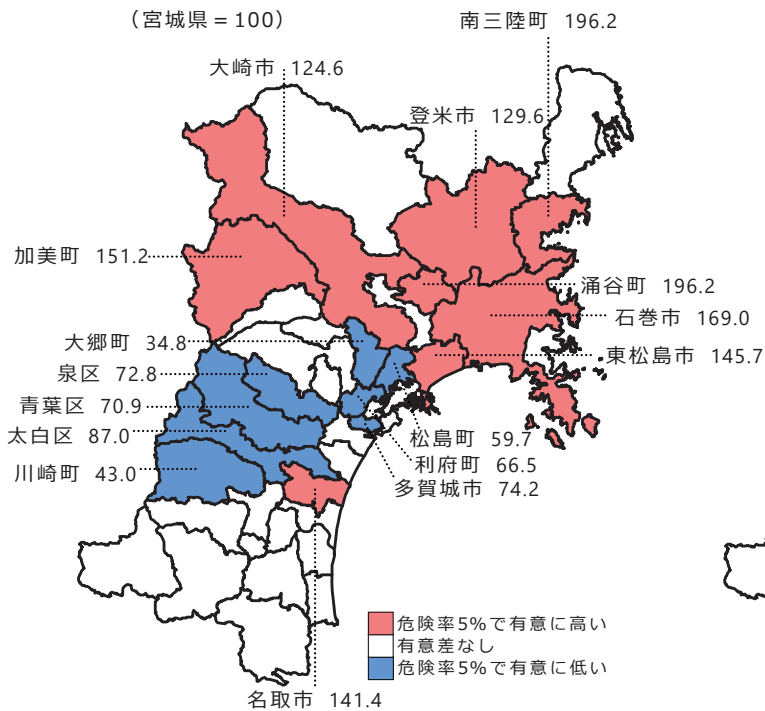 （宮城県＝100）
南三陸町 196.2
大崎市 124.6
登米市 129.6
加美町 151.2
涌谷町 196.2
石巻市 169.0
大郷町 34.8
東松島市 145.7
泉区 72.8
青葉区 70.9
太白区 87.0
松島町 59.7
川崎町 43.0
利府町 66.5
多賀城市 74.2
危険率5%で有意に高い
有意差なし
危険率5%で有意に低い
名取市 141.4